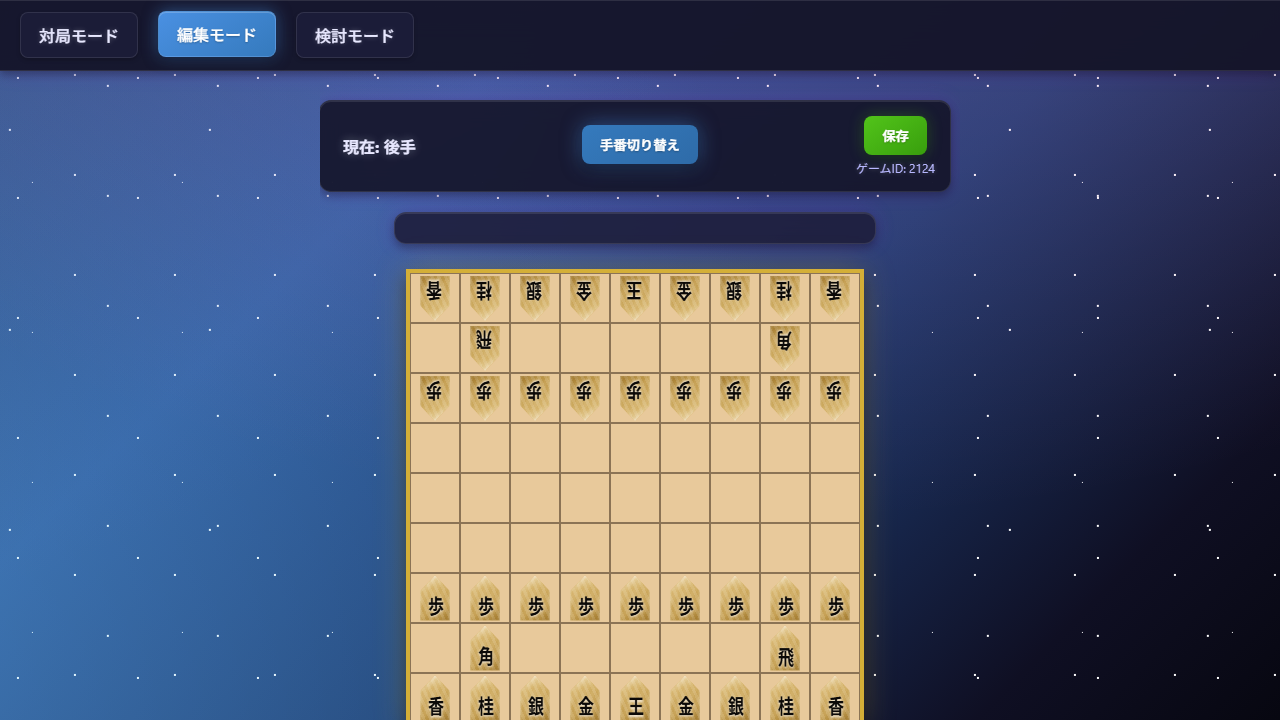 対局モード 編集モード 検討モード
現在: 後手 手番切り替え 保存
ゲームID: 2124
香 桂 銀 金 王 金 銀 桂 香
飛 角
歩 歩 歩 歩 歩 歩 歩 歩 歩
歩 歩 歩 歩 歩 歩 歩 歩 歩
角 飛
香 桂 銀 金 王 金 銀 桂 香